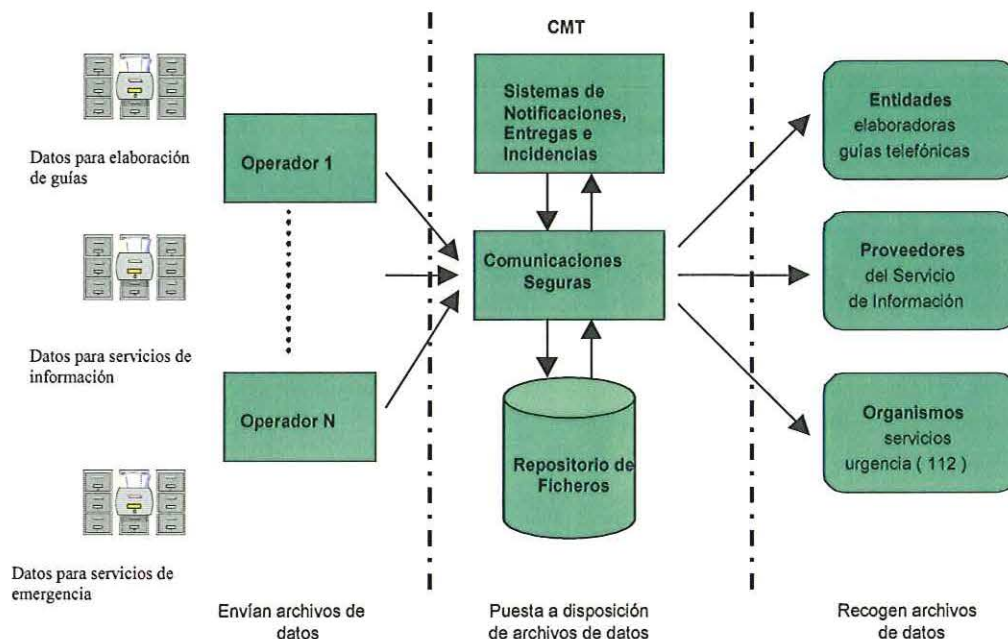 CMT
Datos para elaboración
de guías
Datos para servicios de
información
Datos para servicios de
emergencia
Operador 1
Operador N
Envían archivos de
datos
Sistemas de
Notificaciones,
Entregas e
Incidencias
Comunicaciones
Seguras
Repositorio de
Ficheros
Puesta a disposición
de archivos de datos
Entidades
elaboradoras
guías telefónicas
Proveedores
del Servicio
de Información
Organismos
servicios
urgencia ( 112 )
Recogen archivos
de datos